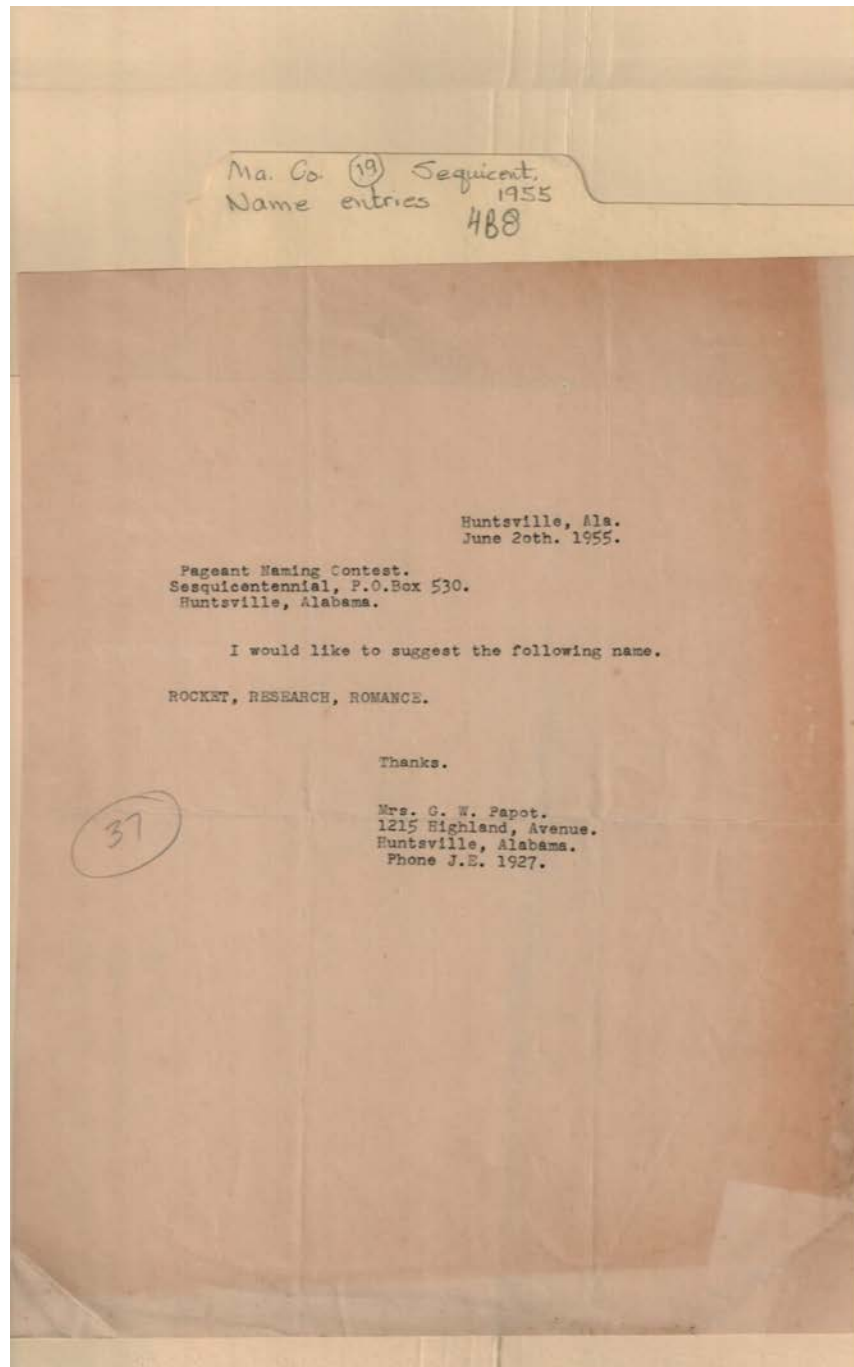 Ma. Co. 19 Sequicent.
Name entries 1955
4B8
Huntsville, Ala.
June 2oth. 1955.
Pageant Naming Contest.
Sesquicentennial, P.O.Box 530.
Huntsville, Alabama.
I would like to suggest the following name.
ROCKET, RESEARCH, ROMANCE.
Thanks.
Mrs. G. W. Papot.
1215 Highland, Avenue.
Huntsville, Alabama.
Phone J.E. 1927.
37